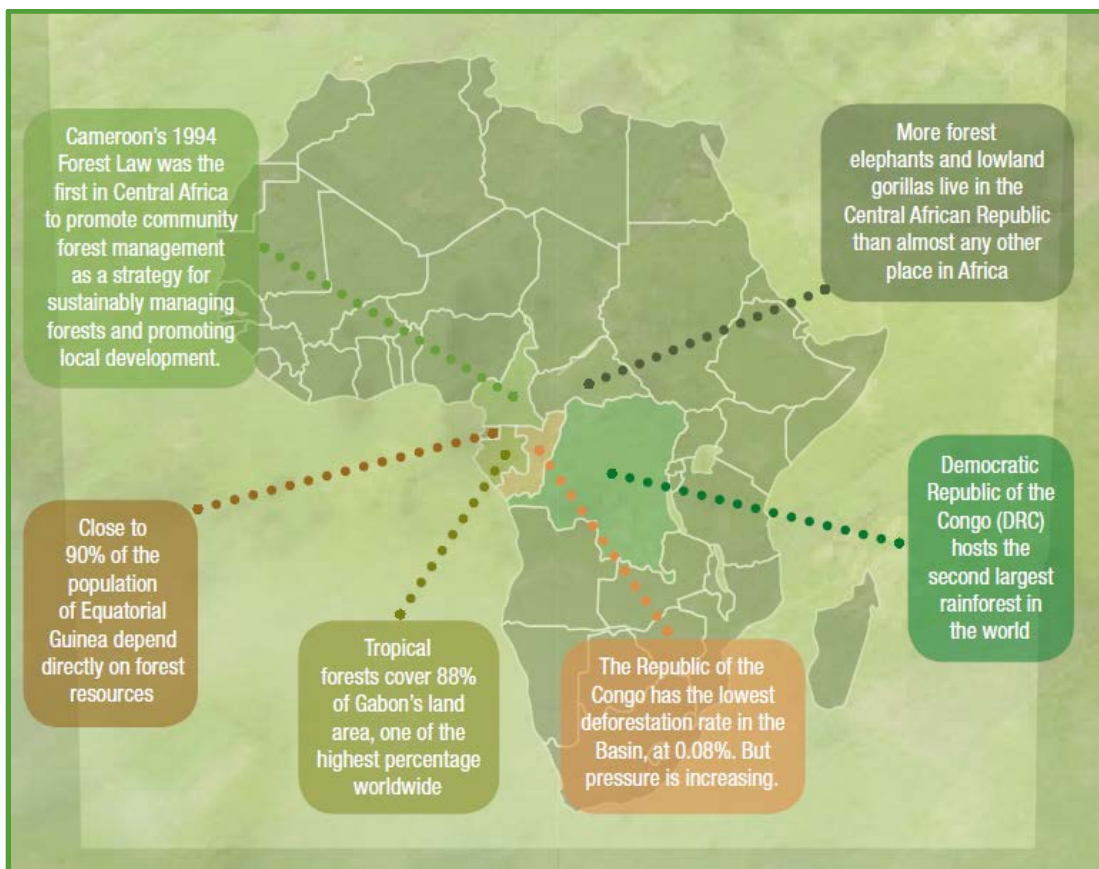 Cameroon's 1994
Forest Law was the
first in Central Africa
to promote community
forest management
as a strategy for
sustainably managing
forests and promoting
local development.
More forest
elephants and lowland
gorillas live in the
Central African Republic
than almost any other
place in Africa
Close to
90% of the
population
of Equatorial
Guinea depend
directly on forest
resources
Tropical
forests cover 88%
of Gabon's land
area, one of the
highest percentage
worldwide
The Republic of the
Congo has the lowest
deforestation rate in the
Basin, at 0.08%. But
pressure is increasing.
Democratic
Republic of the
Congo (DRC)
hosts the
second largest
rainforest in
the world